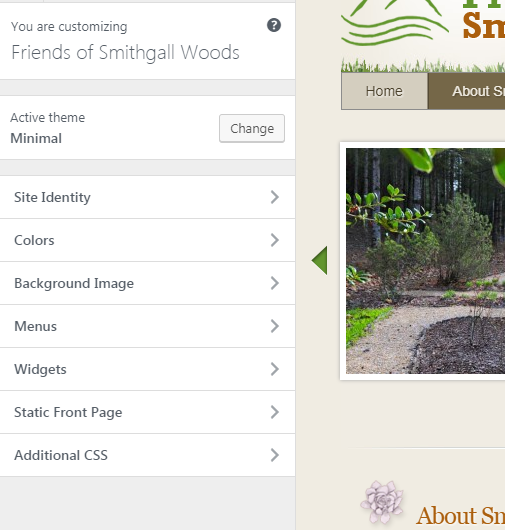 You are customizing
Friends of Smithgall Woods
Active theme
Minimal
Change
Site Identity
Colors
Background Image
Menus
Widgets
Static Front Page
Additional CSS
Home
About Sm
About Sm